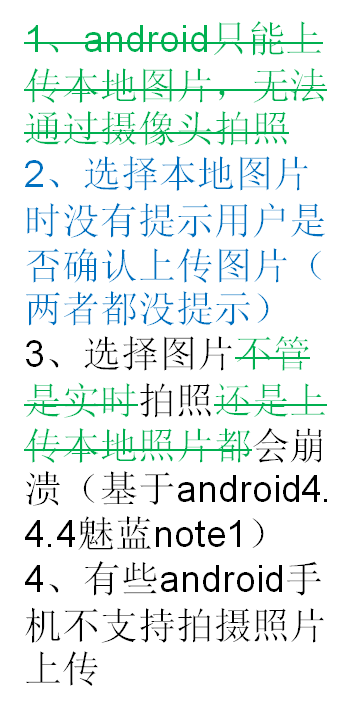 1、android只能上
传本地图片，无法
通过摄像头拍照
2、选择本地图片
时没有提示用户是
否确认上传图片（
两者都没提示）
3、选择图片不管
是实时拍照还是上
传本地照片都会崩
溃（基于android4.
4.4魅蓝note1）
4、有些android手
机不支持拍摄照片
上传